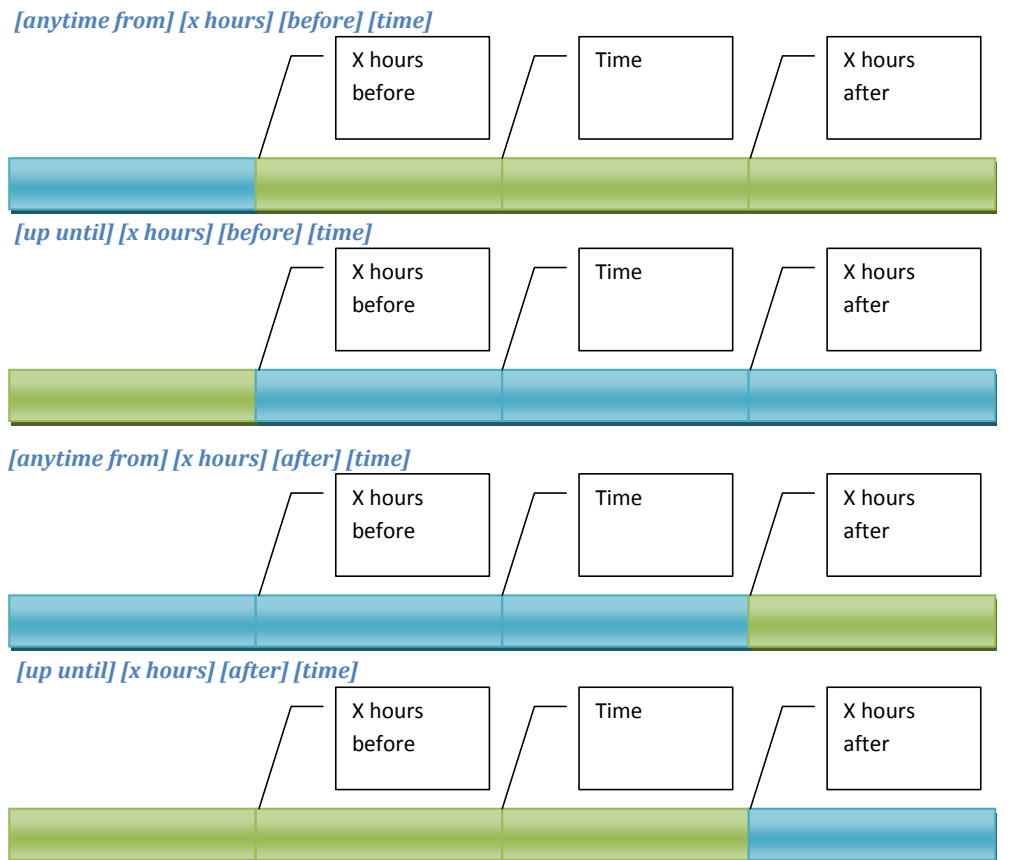 [anytime from] [x hours] [before] [time]
X hours
before
Time
X hours
after
[up until] [x hours] [before] [time]
X hours
before
Time
X hours
after
[anytime from] [x hours] [after] [time]
X hours
before
Time
X hours
after
[up until] [x hours] [after] [time]
X hours
before
Time
X hours
after